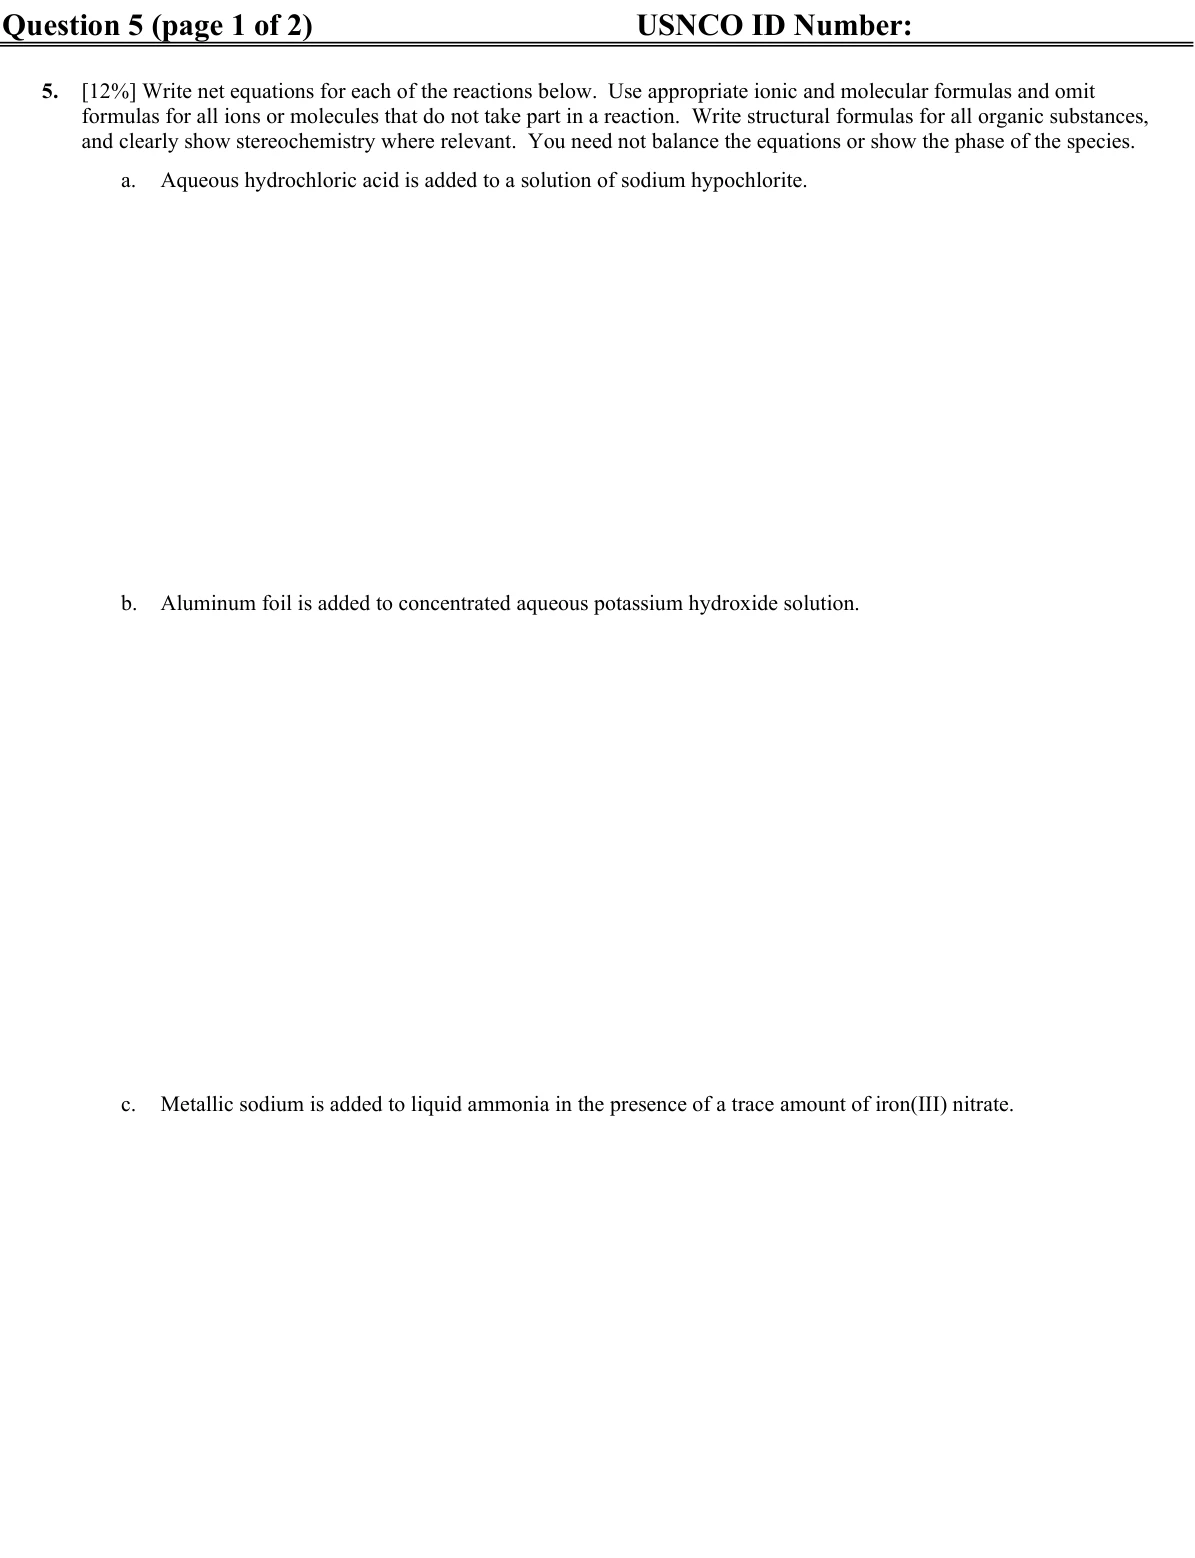 Question 5 (page 1 of 2) USNCO ID Number:
5. [12%] Write net equations for each of the reactions below. Use appropriate ionic and molecular formulas and omit
formulas for all ions or molecules that do not take part in a reaction. Write structural formulas for all organic substances,
and clearly show stereochemistry where relevant. You need not balance the equations or show the phase of the species.
a. Aqueous hydrochloric acid is added to a solution of sodium hypochlorite.
b. Aluminum foil is added to concentrated aqueous potassium hydroxide solution.
c. Metallic sodium is added to liquid ammonia in the presence of a trace amount of iron(III) nitrate.